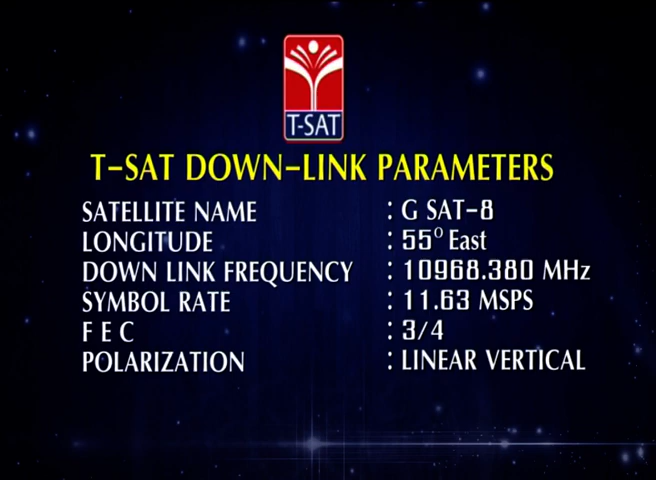 T-SAT
T-SAT DOWN-LINK PARAMETERS
SATELLITE NAME : G SAT-8
LONGITUDE : 55° East
DOWN LINK FREQUENCY : 10968.380 MHz
SYMBOL RATE : 11.63 MSPS
F E C : 3/4
POLARIZATION : LINEAR VERTICAL